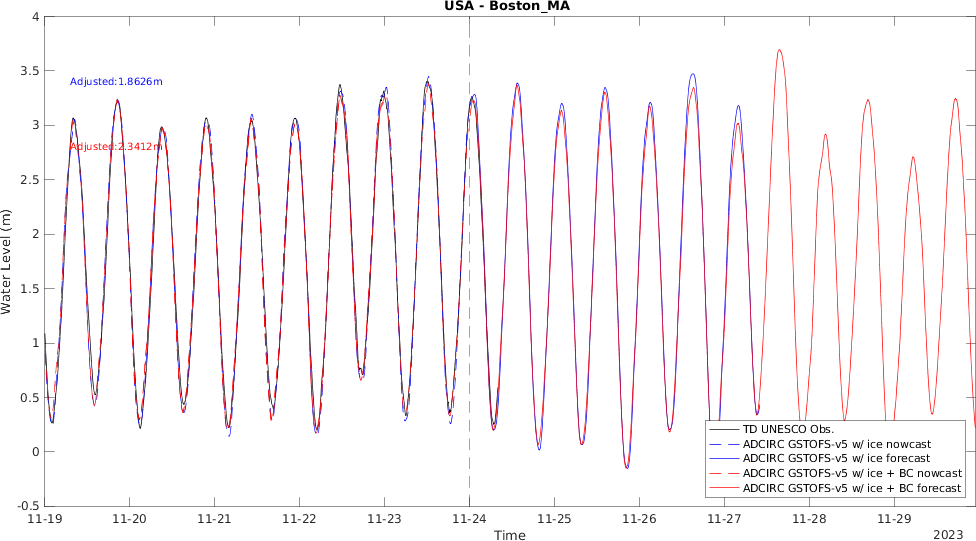 USA - Boston_MA
4
3.5
3
2.5
2
1.5
1
0.5
0
-0.5
Water Level (m)
Adjusted:1.8626m
Adjusted:2.3412m
TD UNESCO Obs.
ADCIRC GSTOFS-v5 w/ ice nowcast
ADCIRC GSTOFS-v5 w/ ice forecast
ADCIRC GSTOFS-v5 w/ ice + BC nowcast
ADCIRC GSTOFS-v5 w/ ice + BC forecast
11-19 11-20 11-21 11-22 11-23 11-24 11-25 11-26 11-27 11-28 11-29
Time
2023